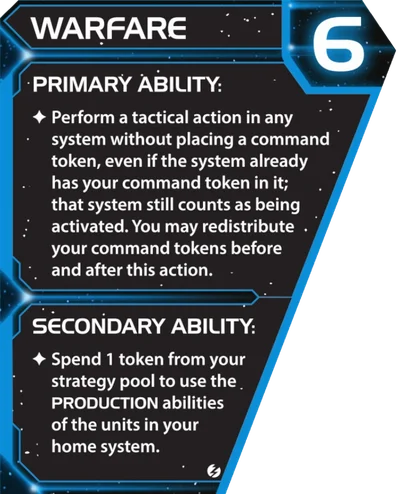 WARFARE
6
PRIMARY ABILITY:
✦ Perform a tactical action in any
system without placing a command
token, even if the system already
has your command token in it;
that system still counts as being
activated. You may redistribute
your command tokens before
and after this action.
SECONDARY ABILITY:
✦ Spend 1 token from your
strategy pool to use the
PRODUCTION abilities
of the units in your
home system.